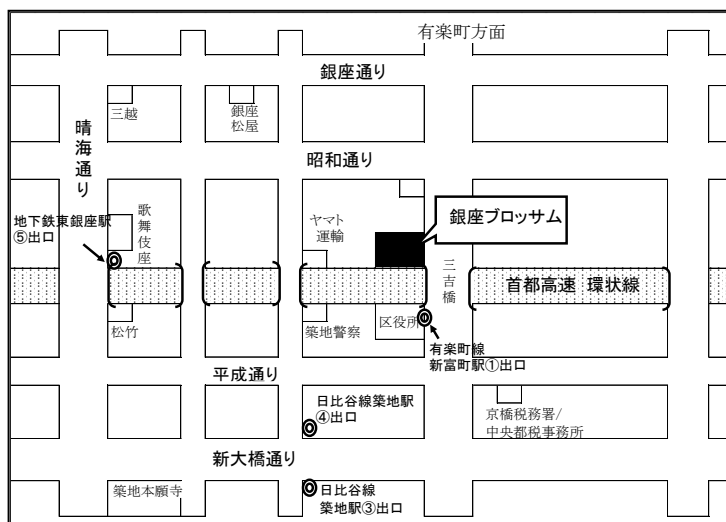 有楽町方面
銀座通り
三越
銀座
松屋
晴海通り
昭和通り
地下鉄東銀座駅
⑤出口
歌舞伎座
ヤマト
運輸
銀座ブロッサム
三吉橋
首都高速 環状線
松竹
築地警察
区役所
有楽町線
新富町駅①出口
平成通り
日比谷線築地駅
④出口
京橋税務署/
中央都税事務所
新大橋通り
築地本願寺
日比谷線
築地駅③出口